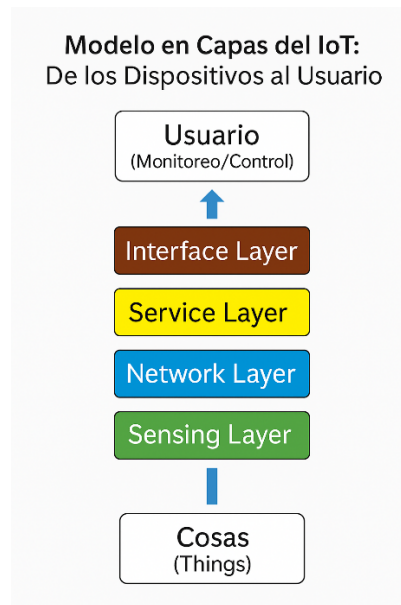 Modelo en Capas del IoT:
De los Dispositivos al Usuario
Usuario
(Monitoreo/Control)
Interface Layer
Service Layer
Network Layer
Sensing Layer
Cosas
(Things)